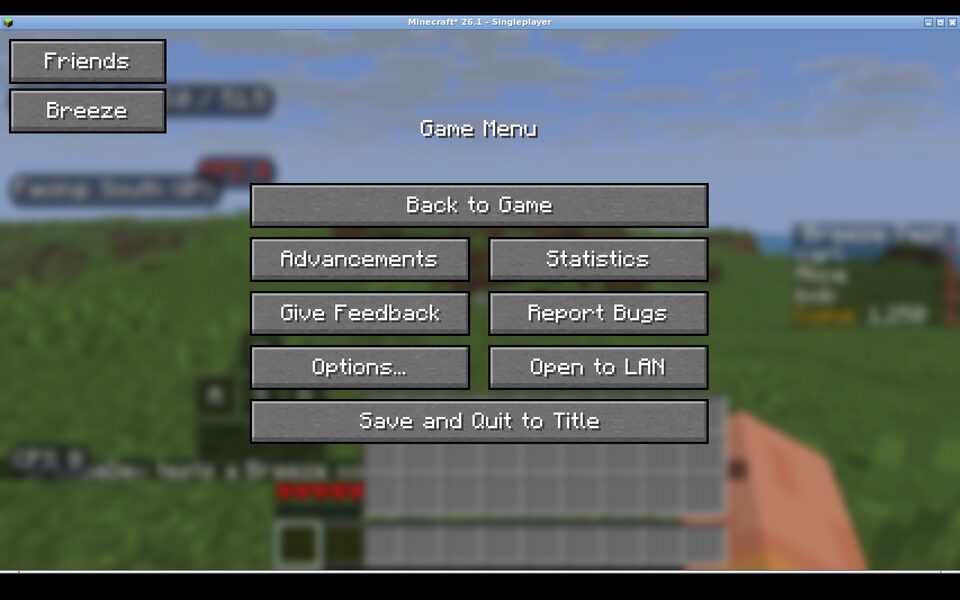 Minecraft* 26.1 - Singleplayer
Friends
Breeze
Game Menu
Back to Game
Advancements
Statistics
Give Feedback
Report Bugs
Options...
Open to LAN
Save and Quit to Title